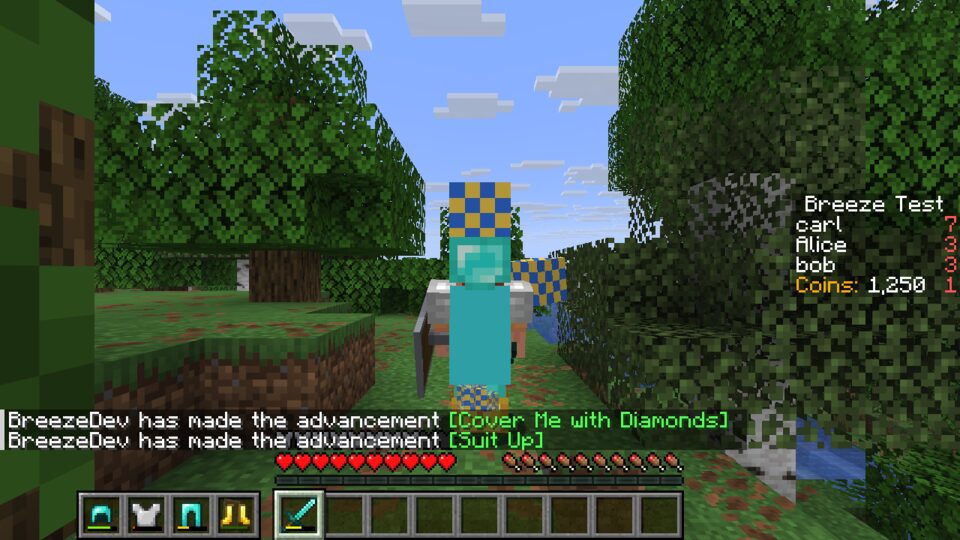 Breeze Test
carl 7
Alice 3
bob 3
Coins: 1,250 1
BreezeDev has made the advancement [Cover Me with Diamonds]
BreezeDev has made the advancement [Suit Up]